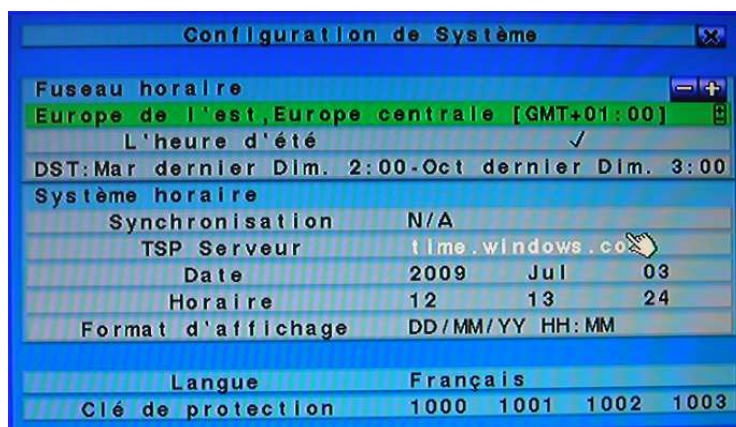 Configuration de Système
Fuseau horaire - +
Europe de l'est,Europe centrale [GMT+01:00]
L'heure d'été ✓
DST:Mar dernier Dim. 2:00-Oct dernier Dim. 3:00
Système horaire
Synchronisation N/A
TSP Serveur time.windows.co
Date 2009 Jul 03
Horaire 12 13 24
Format d'affichage DD/MM/YY HH:MM
Langue Français
Clé de protection 1000 1001 1002 1003